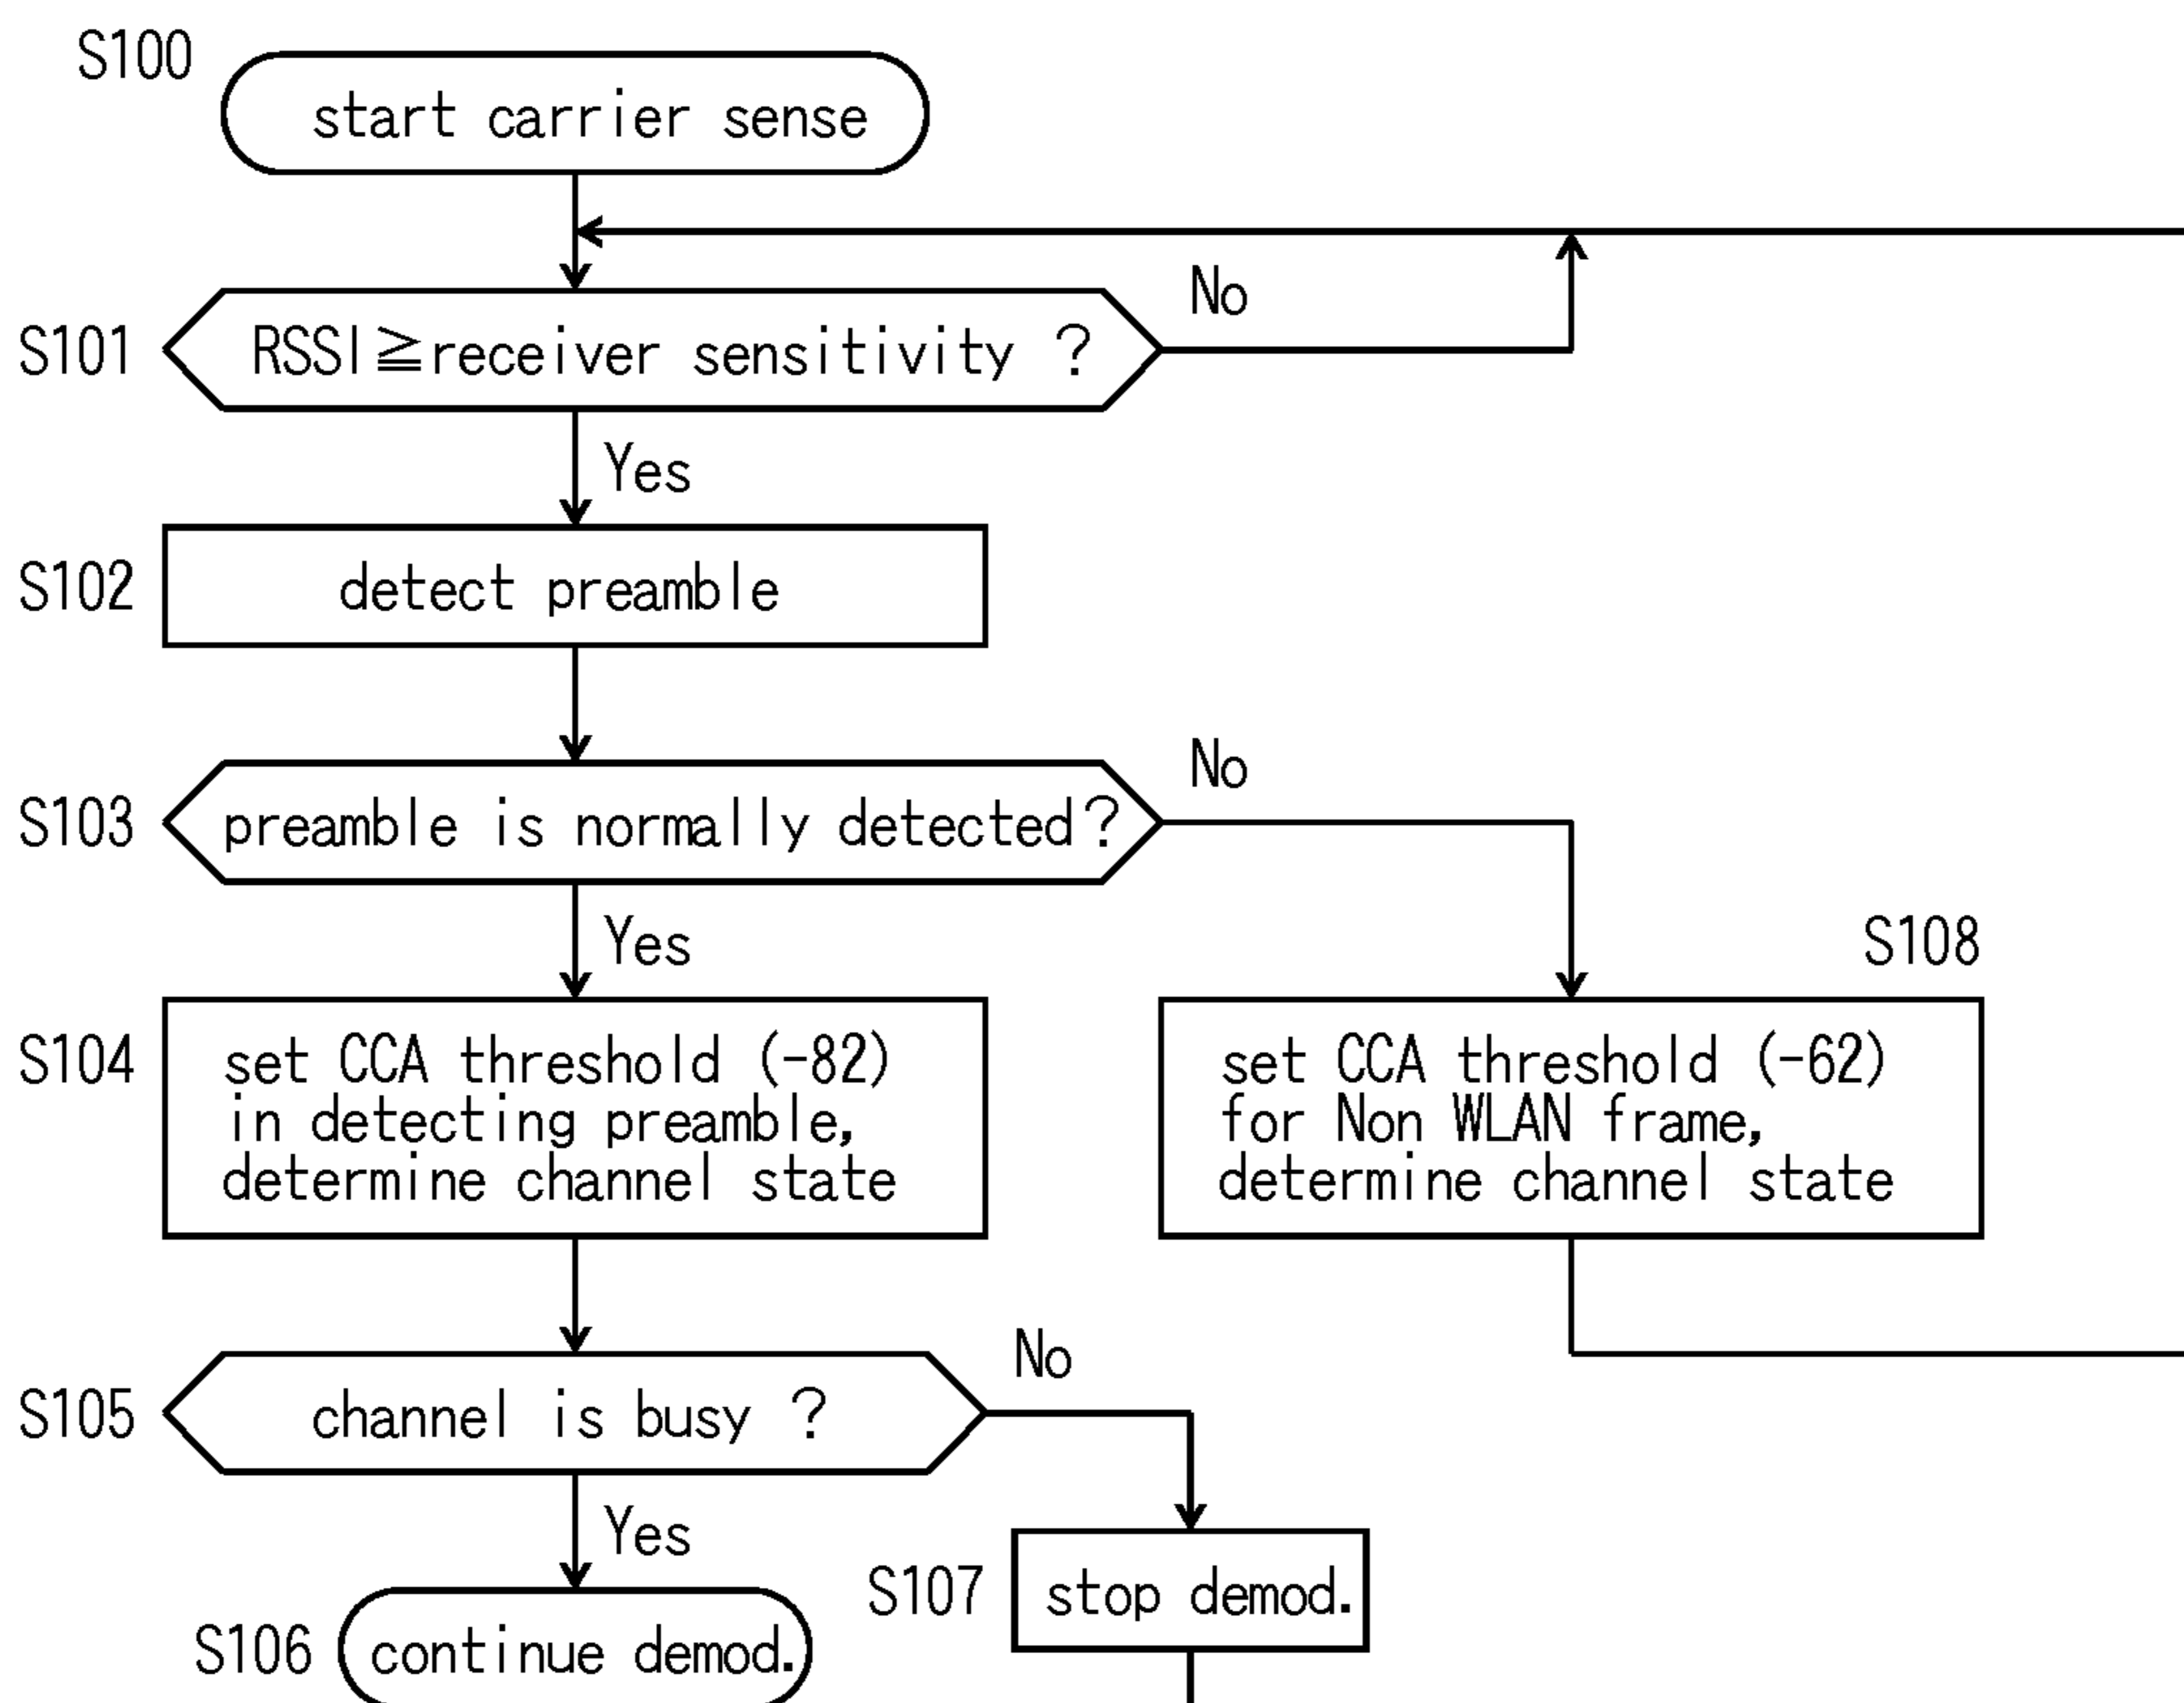 S100
start carrier sense
S101
RSSI≧receiver sensitivity ?
No
Yes
S102
detect preamble
S103
preamble is normally detected?
No
Yes
S104
set CCA threshold (-82)
in detecting preamble,
determine channel state
S108
set CCA threshold (-62)
for Non WLAN frame,
determine channel state
S105
channel is busy ?
No
Yes
S107
stop demod.
S106
continue demod.